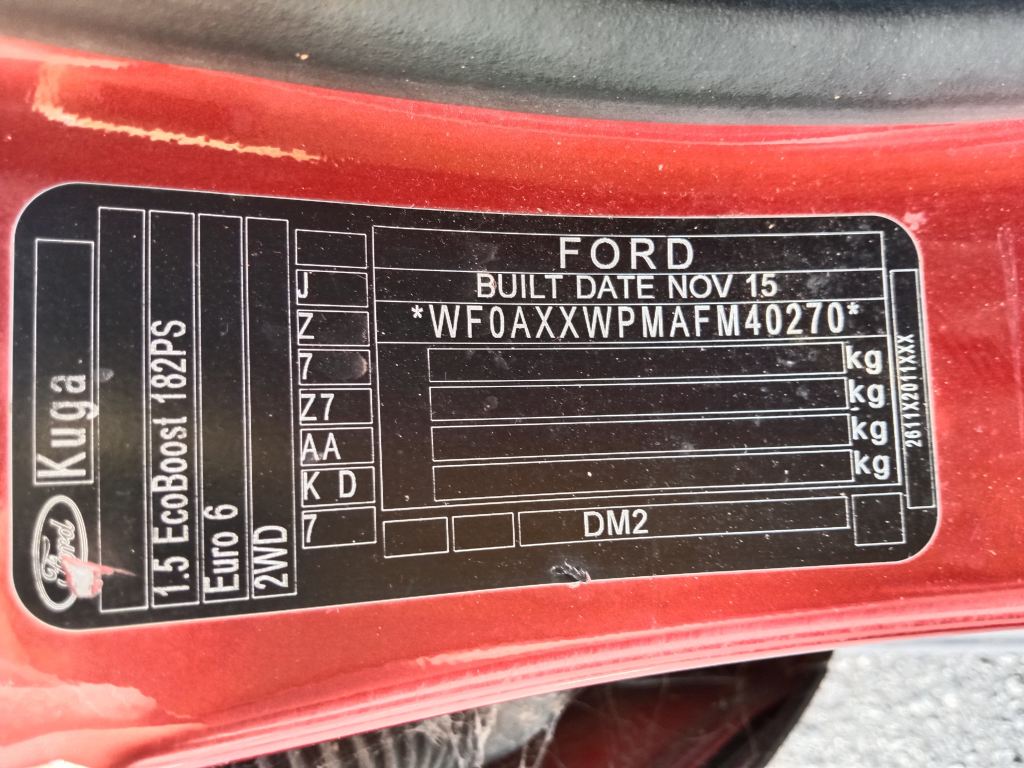 FORD
BUILT DATE NOV 15
*WF0AXXWPMAFM40270*
kg
kg
kg
kg
DM2
2611X2011XXX
J
Z
7
Z7
AA
K D
7
Ford
Kuga
1.5 EcoBoost 182PS
Euro 6
2WD